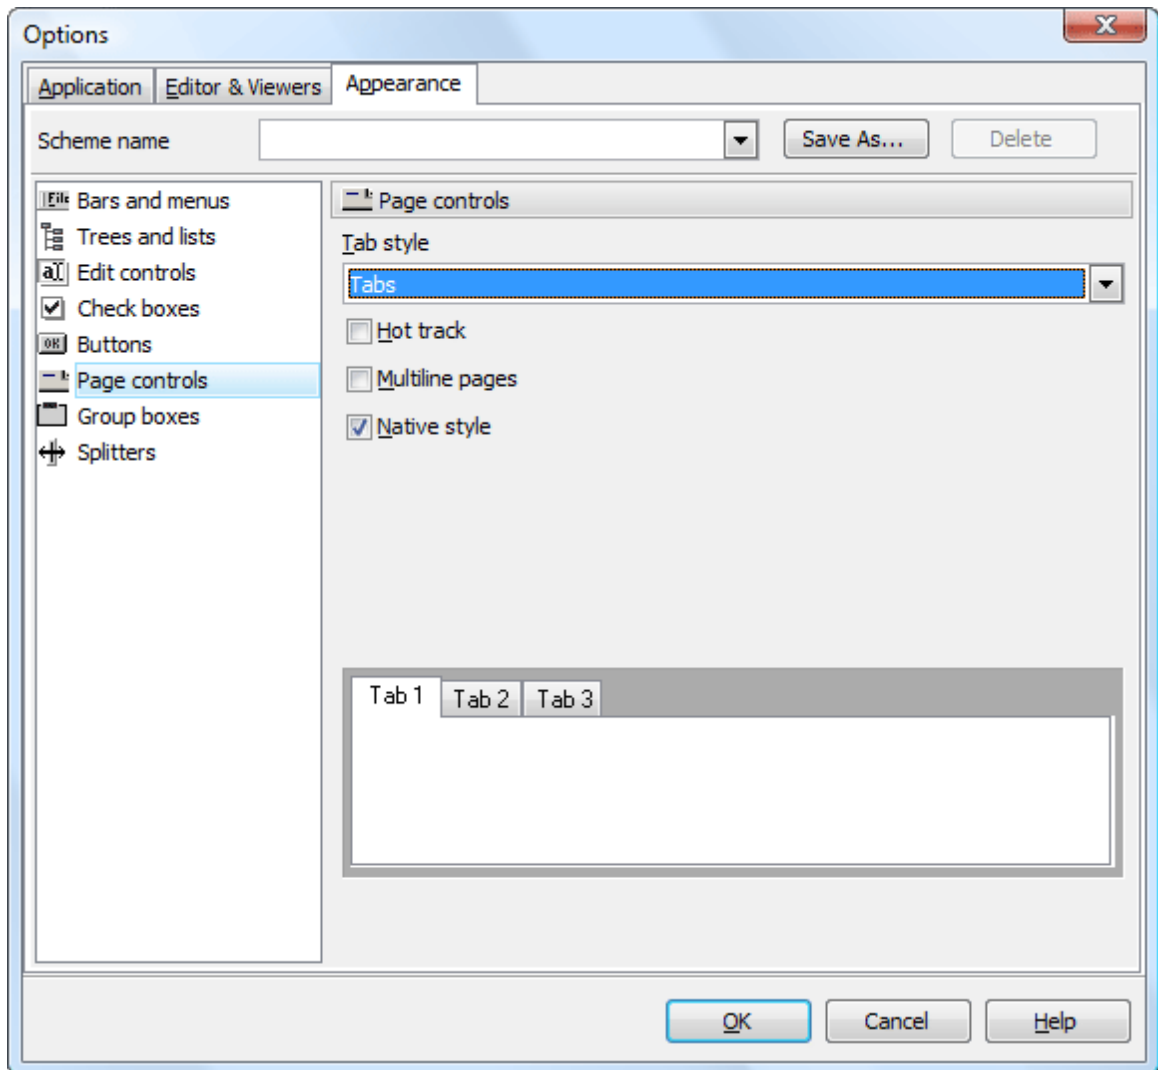 Options
Application Editor & Viewers Appearance
Scheme name Save As... Delete
Bars and menus
Trees and lists
Edit controls
Check boxes
Buttons
Page controls
Group boxes
Splitters
Page controls
Tab style
Tabs
Hot track
Multiline pages
Native style
Tab 1 Tab 2 Tab 3
OK Cancel Help